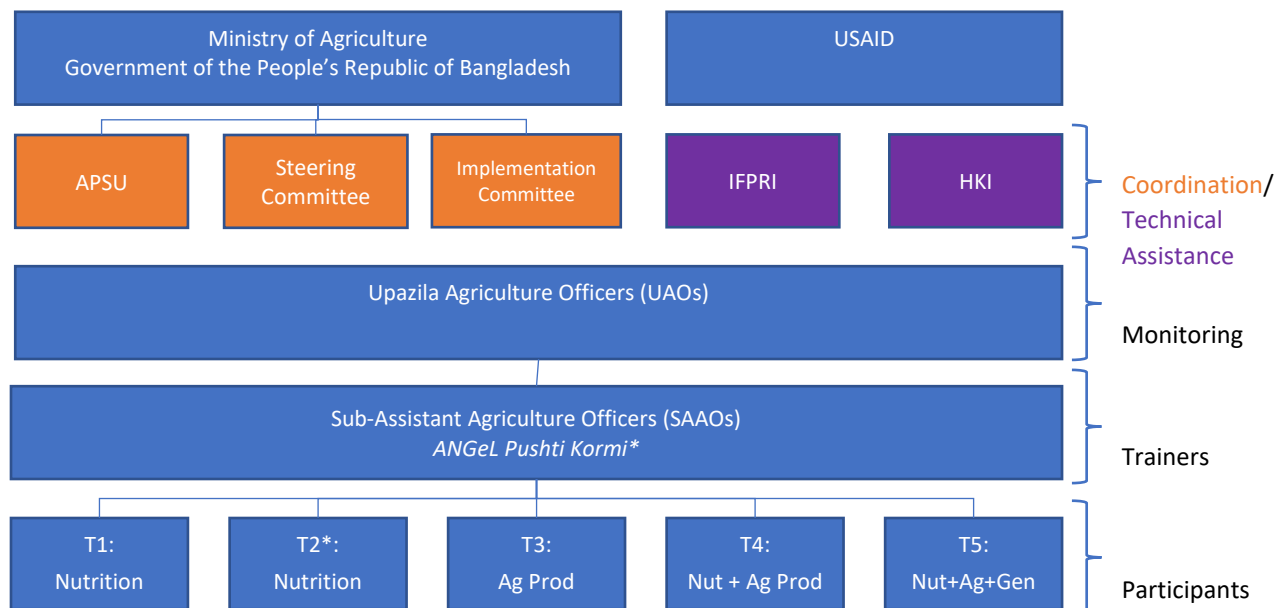 Ministry of Agriculture
Government of the People’s Republic of Bangladesh
USAID
APSU
Steering
Committee
Implementation
Committee
IFPRI
HKI
Coordination/
Technical
Assistance
Upazila Agriculture Officers (UAOs)
Monitoring
Sub-Assistant Agriculture Officers (SAAOs)
ANGeL Pushti Kormi*
Trainers
T1:
Nutrition
T2*:
Nutrition
T3:
Ag Prod
T4:
Nut + Ag Prod
T5:
Nut+Ag+Gen
Participants